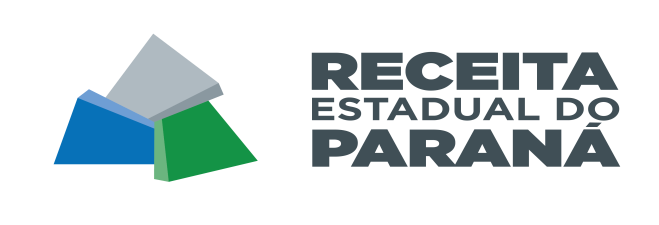 RECEITA
ESTADUAL DO
PARANÁ